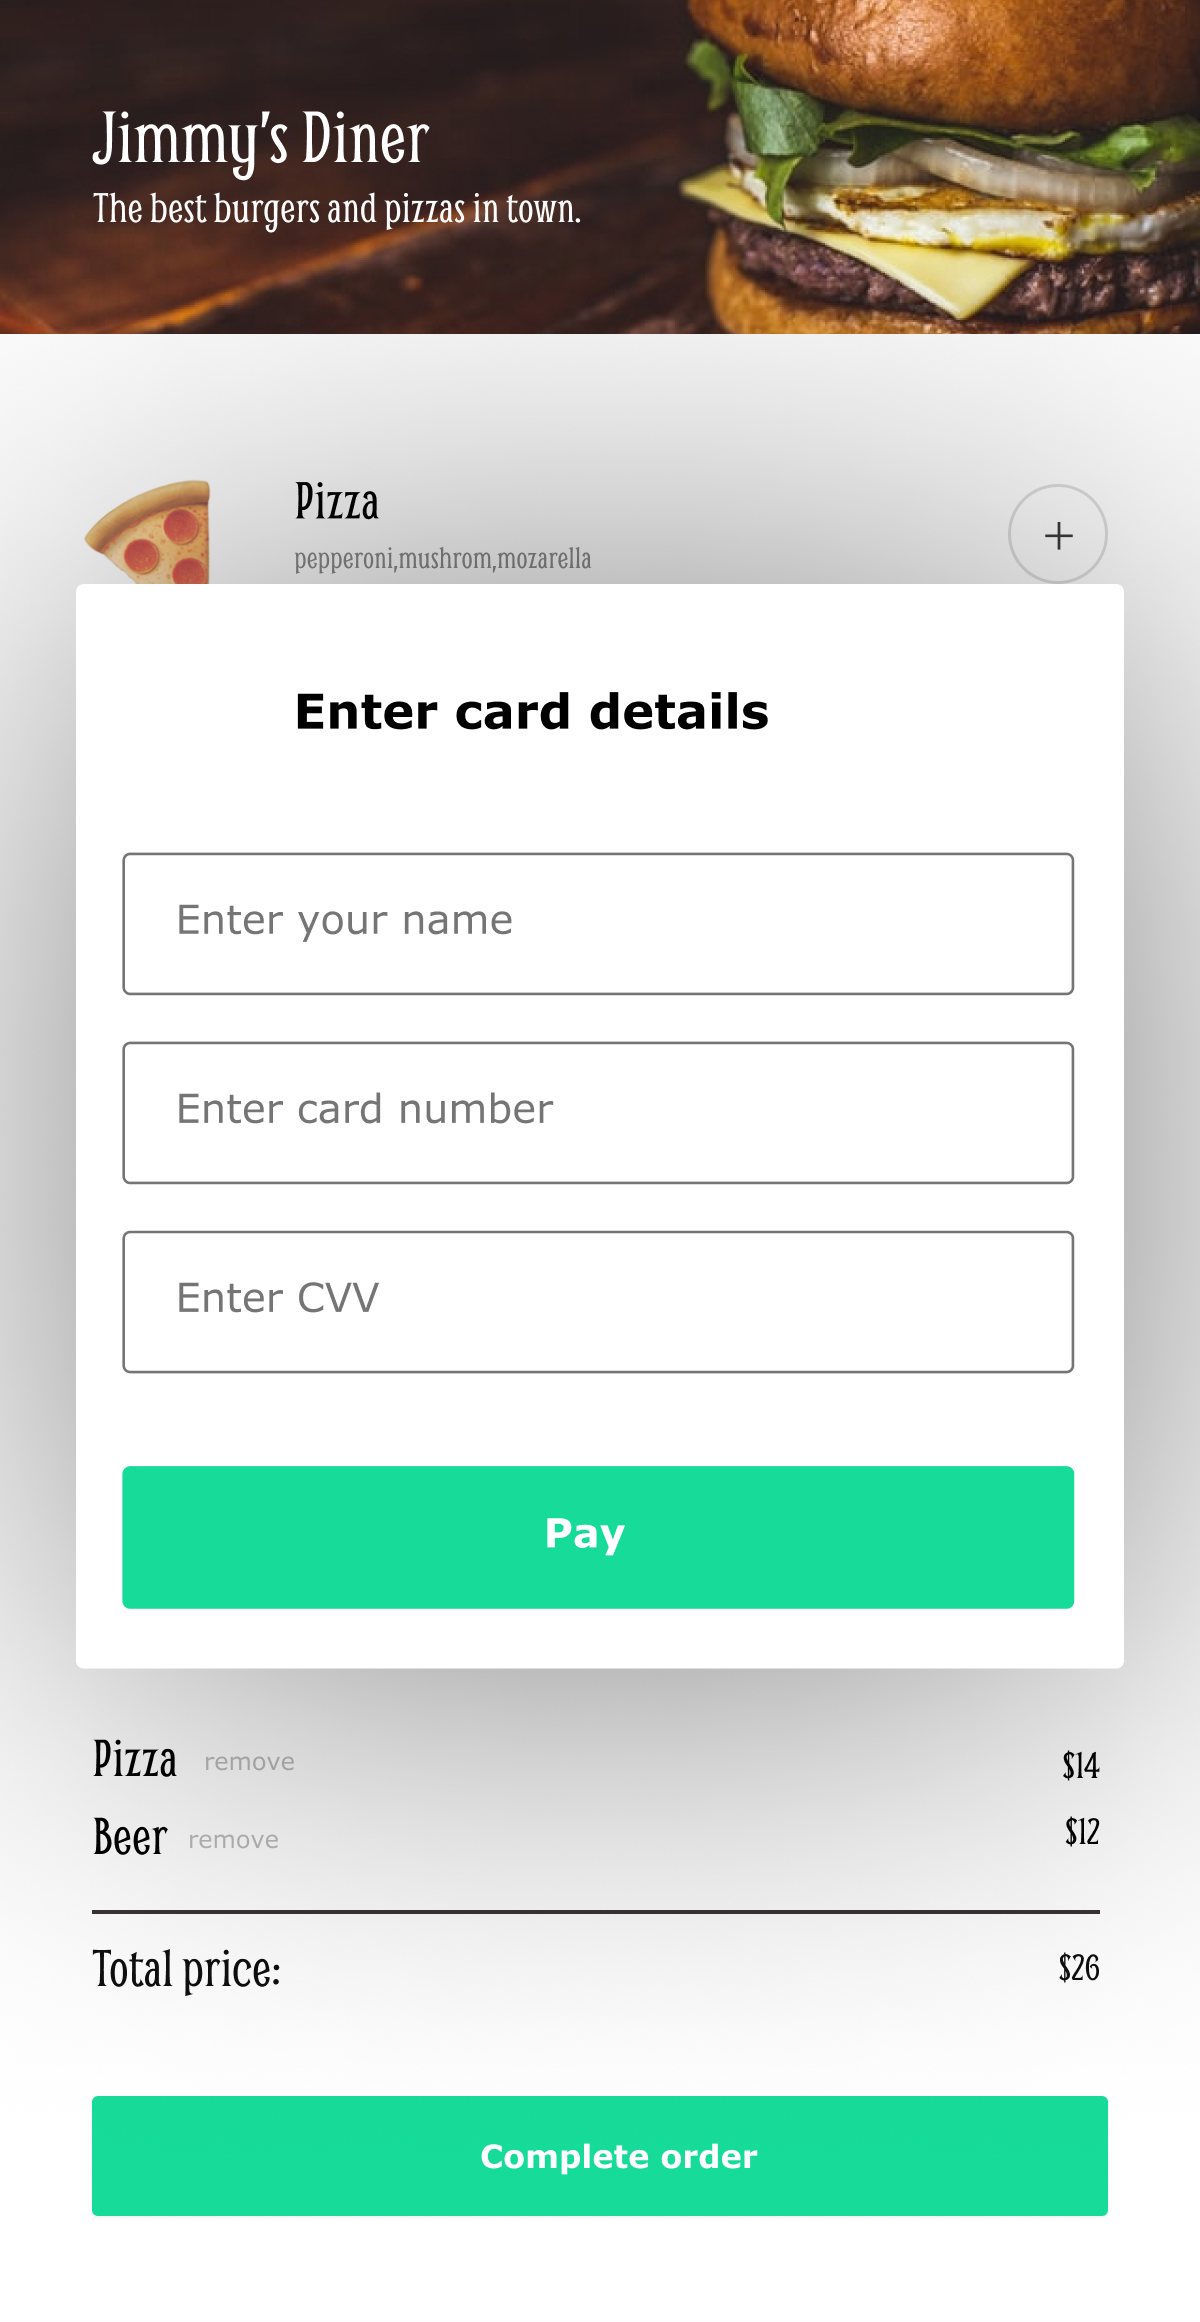 Jimmy's Diner
The best burgers and pizzas in town.
Pizza
pepperoni,mushrom,mozarella
+
Enter card details
Enter your name
Enter card number
Enter CVV
Pay
Pizza remove $14
Beer remove $12
Total price: $26
Complete order